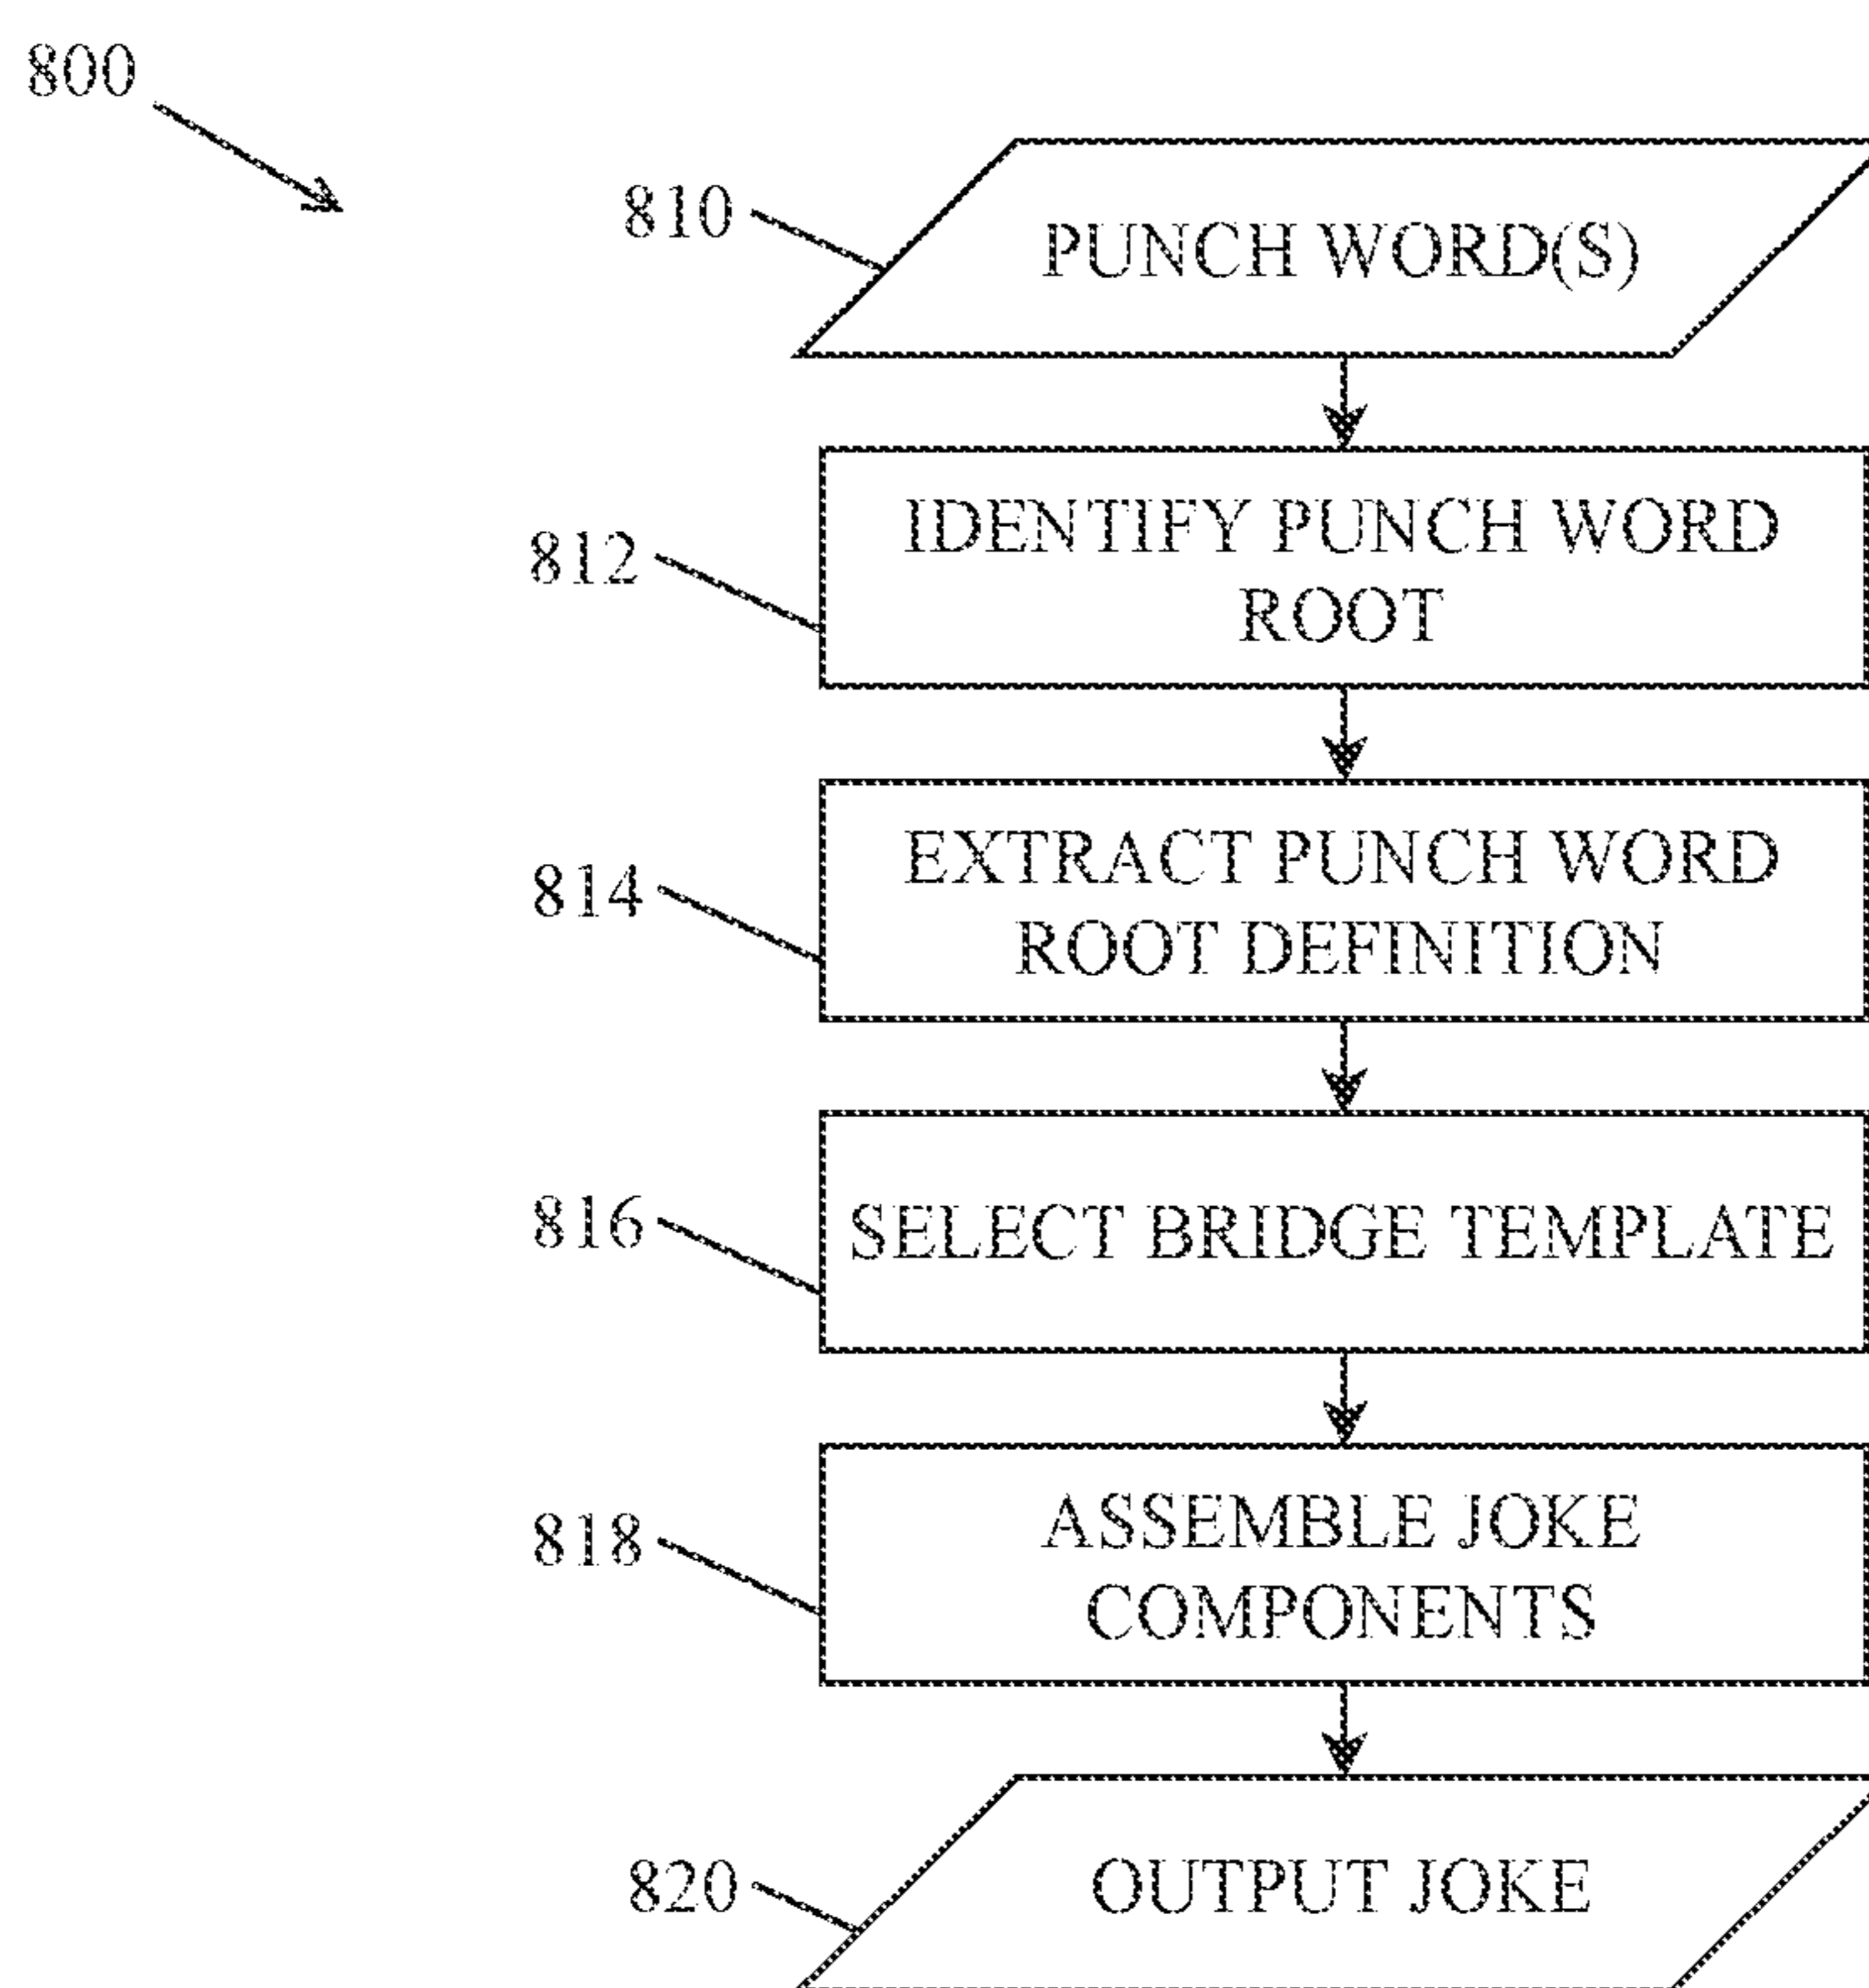 800
810
PUNCH WORD(S)
812
IDENTIFY PUNCH WORD
ROOT
814
EXTRACT PUNCH WORD
ROOT DEFINITION
816
SELECT BRIDGE TEMPLATE
818
ASSEMBLE JOKE
COMPONENTS
820
OUTPUT JOKE